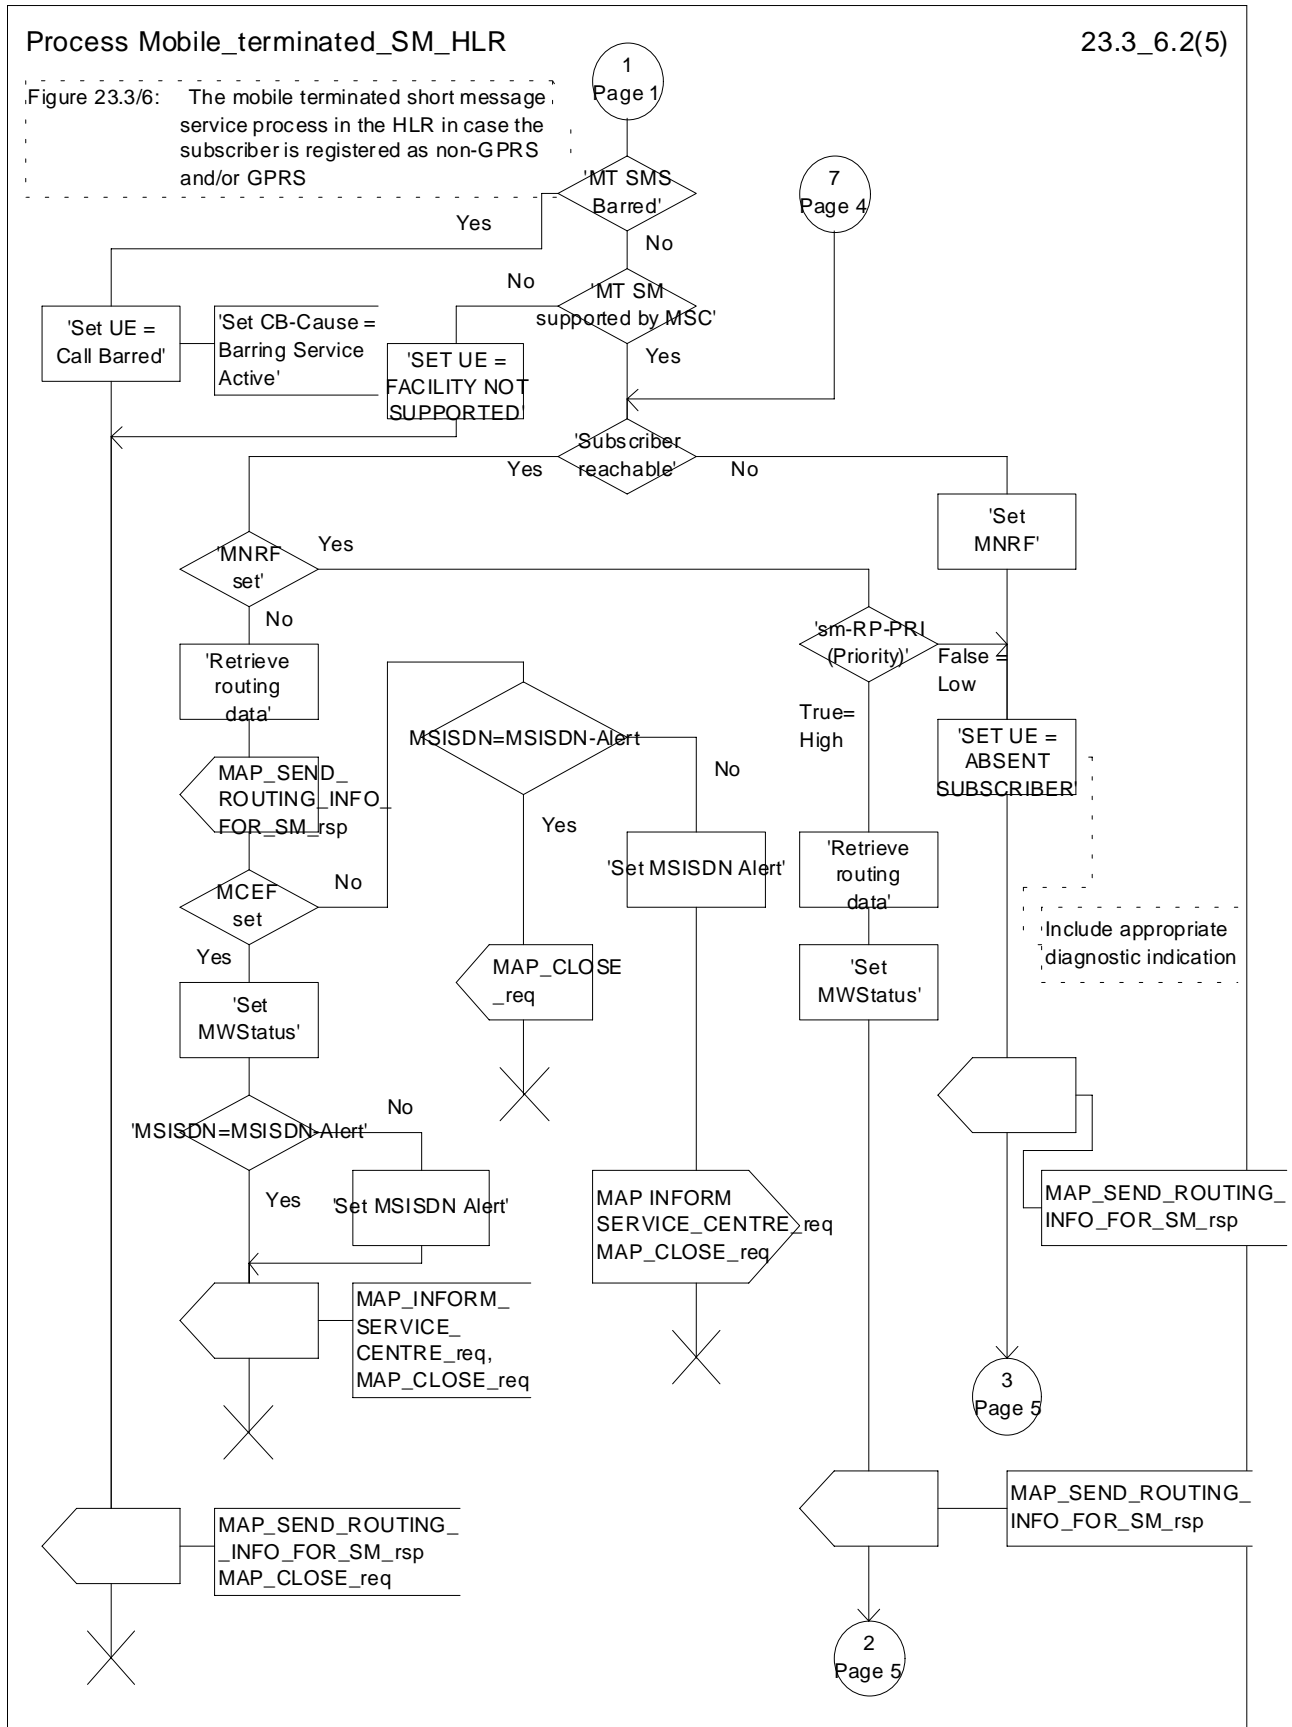 Process Mobile_terminated_SM_HLR
23.3_6.2(5)
1
Page 1
Figure 23.3/6: The mobile terminated short message
service process in the HLR in case the
subscriber is registered as non-GPRS
and/or GPRS
'MT SMS
Barred'
7
Page 4
Yes
No
No
'MT SM
supported by MSC'
'Set UE =
Call Barred'
'Set CB-Cause =
Barring Service
Active'
Yes
'SET UE =
FACILITY NOT
SUPPORTED'
'Subscriber
reachable'
Yes
No
'Set
MNRF'
'MNRF
set'
Yes
No
'sm-RP-PRI
(Priority)'
False =
Low
'Retrieve
routing
data'
True=
High
MSISDN=MSISDN-Alert
'SET UE =
ABSENT
SUBSCRIBER'
No
MAP_SEND_
ROUTING_INFO_
FOR_SM_rsp
Yes
'Set MSISDN Alert'
'Retrieve
routing
data'
MCEF
set
No
Yes
Include appropriate
diagnostic indication
MAP_CLOSE
_req
'Set
MWStatus'
'Set
MWStatus'
No
'MSISDN=MSISDN-Alert'
Yes
'Set MSISDN Alert'
MAP INFORM
SERVICE_CENTRE_req
MAP_CLOSE_req
MAP_SEND_ROUTING_
INFO_FOR_SM_rsp
MAP_INFORM_
SERVICE_
CENTRE_req,
MAP_CLOSE_req
3
Page 5
MAP_SEND_ROUTING_
INFO_FOR_SM_rsp
MAP_SEND_ROUTING_
_INFO_FOR_SM_rsp
MAP_CLOSE_req
2
Page 5